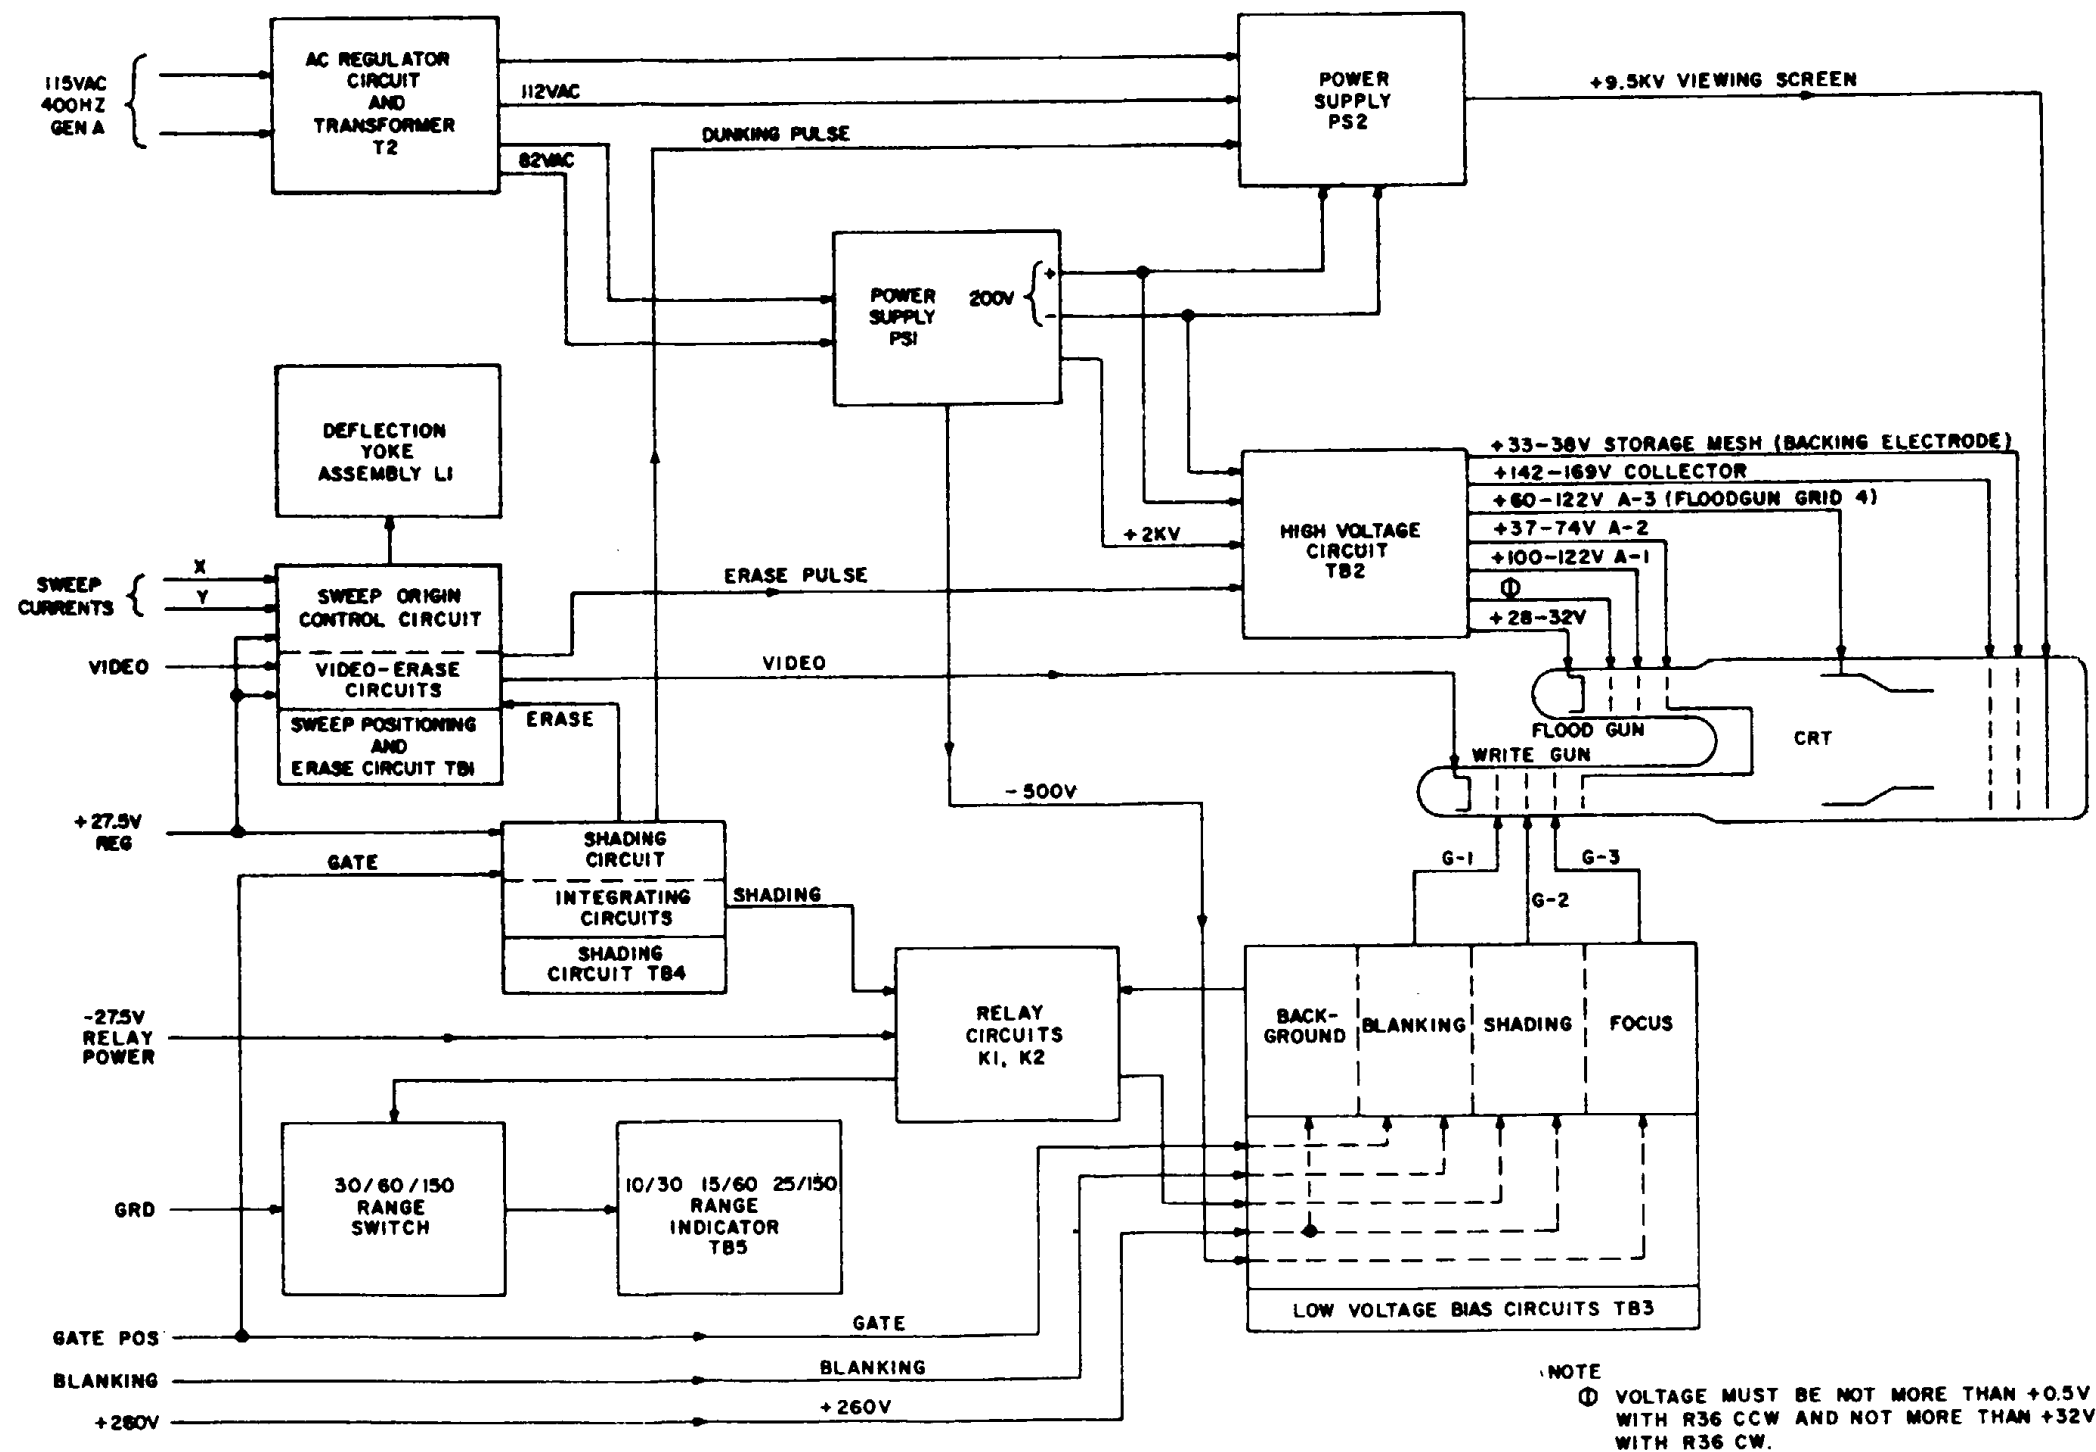 115VAC
400HZ
GEN A
AC REGULATOR
CIRCUIT
AND
TRANSFORMER
T2
112VAC
82VAC
DUNKING PULSE
POWER
SUPPLY
PS2
+9.5KV VIEWING SCREEN
POWER
SUPPLY
PS1
200V
+
-
DEFLECTION
YOKE
ASSEMBLY L1
SWEEP
CURRENTS
X
Y
VIDEO
SWEEP ORIGIN
CONTROL CIRCUIT
VIDEO-ERASE
CIRCUITS
SWEEP POSITIONING
AND
ERASE CIRCUIT TB1
ERASE PULSE
VIDEO
ERASE
+2KV
HIGH VOLTAGE
CIRCUIT
TB2
+33-38V STORAGE MESH (BACKING ELECTRODE)
+142-169V COLLECTOR
+60-122V A-3 (FLOODGUN GRID 4)
+37-74V A-2
+100-122V A-1
①
+28-32V
FLOOD GUN
WRITE GUN
CRT
-500V
+27.5V
REG
GATE
SHADING
CIRCUIT
INTEGRATING
CIRCUITS
SHADING
CIRCUIT TB4
SHADING
G-1
G-2
G-3
-27.5V
RELAY
POWER
RELAY
CIRCUITS
K1, K2
BACK-
GROUND
BLANKING
SHADING
FOCUS
GRD
30/60/150
RANGE
SWITCH
10/30 15/60 25/150
RANGE
INDICATOR
TB5
LOW VOLTAGE BIAS CIRCUITS TB3
GATE POS
GATE
BLANKING
BLANKING
+260V
+260V
NOTE
① VOLTAGE MUST BE NOT MORE THAN +0.5V
WITH R36 CCW AND NOT MORE THAN +32V
WITH R36 CW.